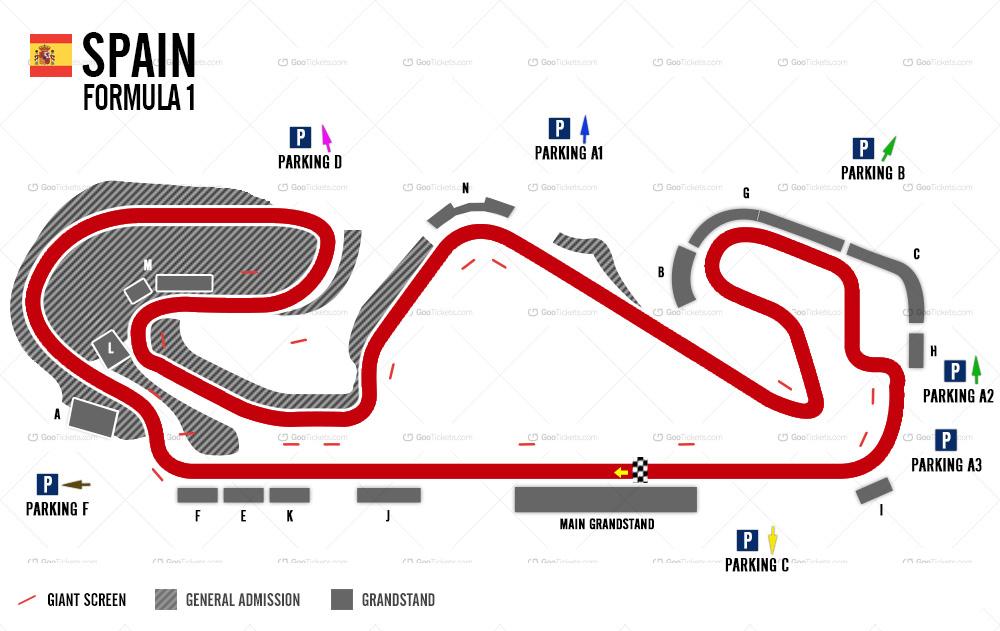 SPAIN
FORMULA 1
P
PARKING D
P
PARKING A1
P
PARKING B
N
G
C
B
M
L
H
A
P
PARKING A2
P
PARKING A3
P
PARKING F
F
E
K
J
MAIN GRANDSTAND
I
P
PARKING C
GIANT SCREEN
GENERAL ADMISSION
GRANDSTAND
GooTickets.com